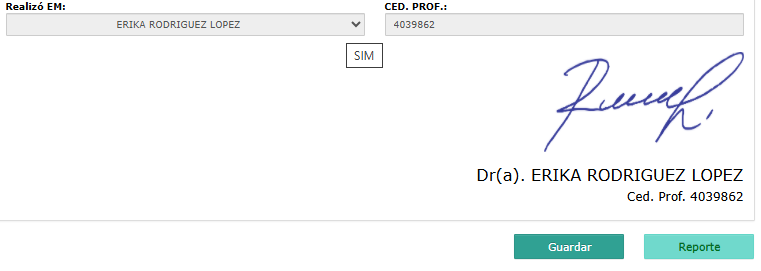 Realizó EM: CED. PROF.:
ERIKA RODRIGUEZ LOPEZ 4039862
SIM
Dr(a). ERIKA RODRIGUEZ LOPEZ
Ced. Prof. 4039862
Guardar Reporte